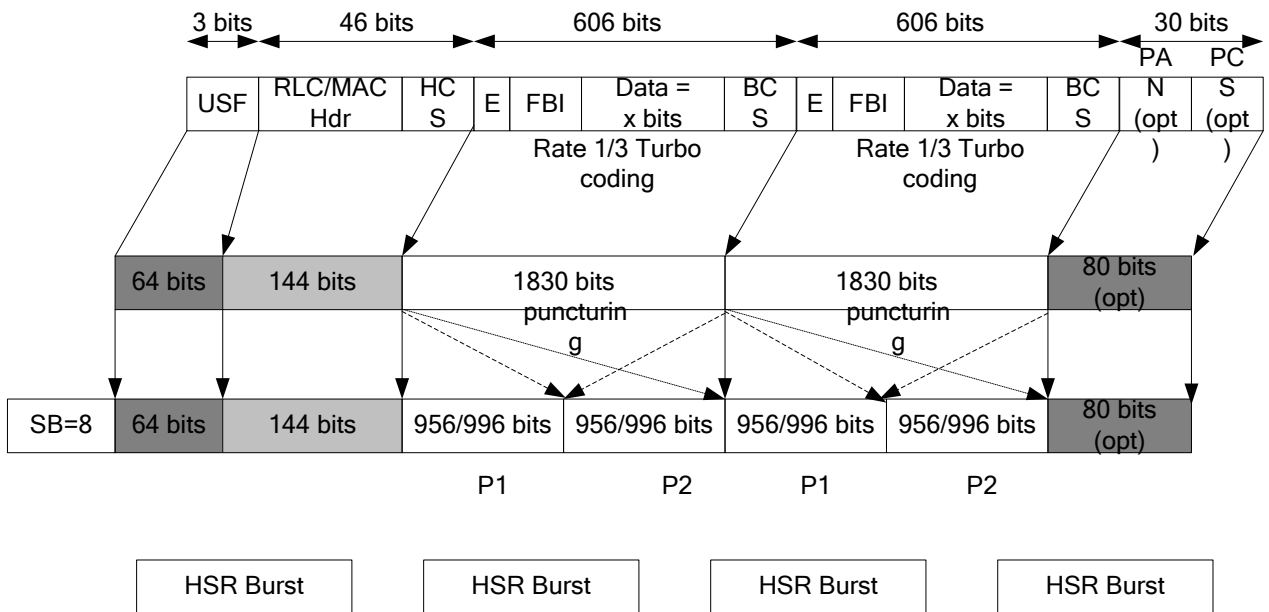 3 bits 46 bits 606 bits 606 bits 30 bits
USF
RLC/MAC
Hdr
HC
S
E
FBI
Data =
x bits
BC
S
E
FBI
Data =
x bits
BC
S
PA
N
(opt
)
PC
S
(opt
)
Rate 1/3 Turbo
coding
Rate 1/3 Turbo
coding
64 bits
144 bits
1830 bits
puncturin
g
1830 bits
puncturin
g
80 bits
(opt)
SB=8
64 bits
144 bits
956/996 bits
956/996 bits
956/996 bits
956/996 bits
80 bits
(opt)
P1 P2 P1 P2
HSR Burst HSR Burst HSR Burst HSR Burst